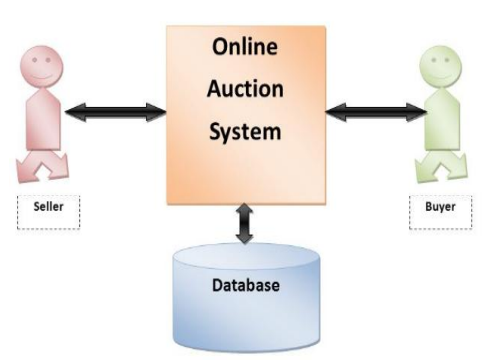 Online
Auction
System
Seller
Buyer
Database